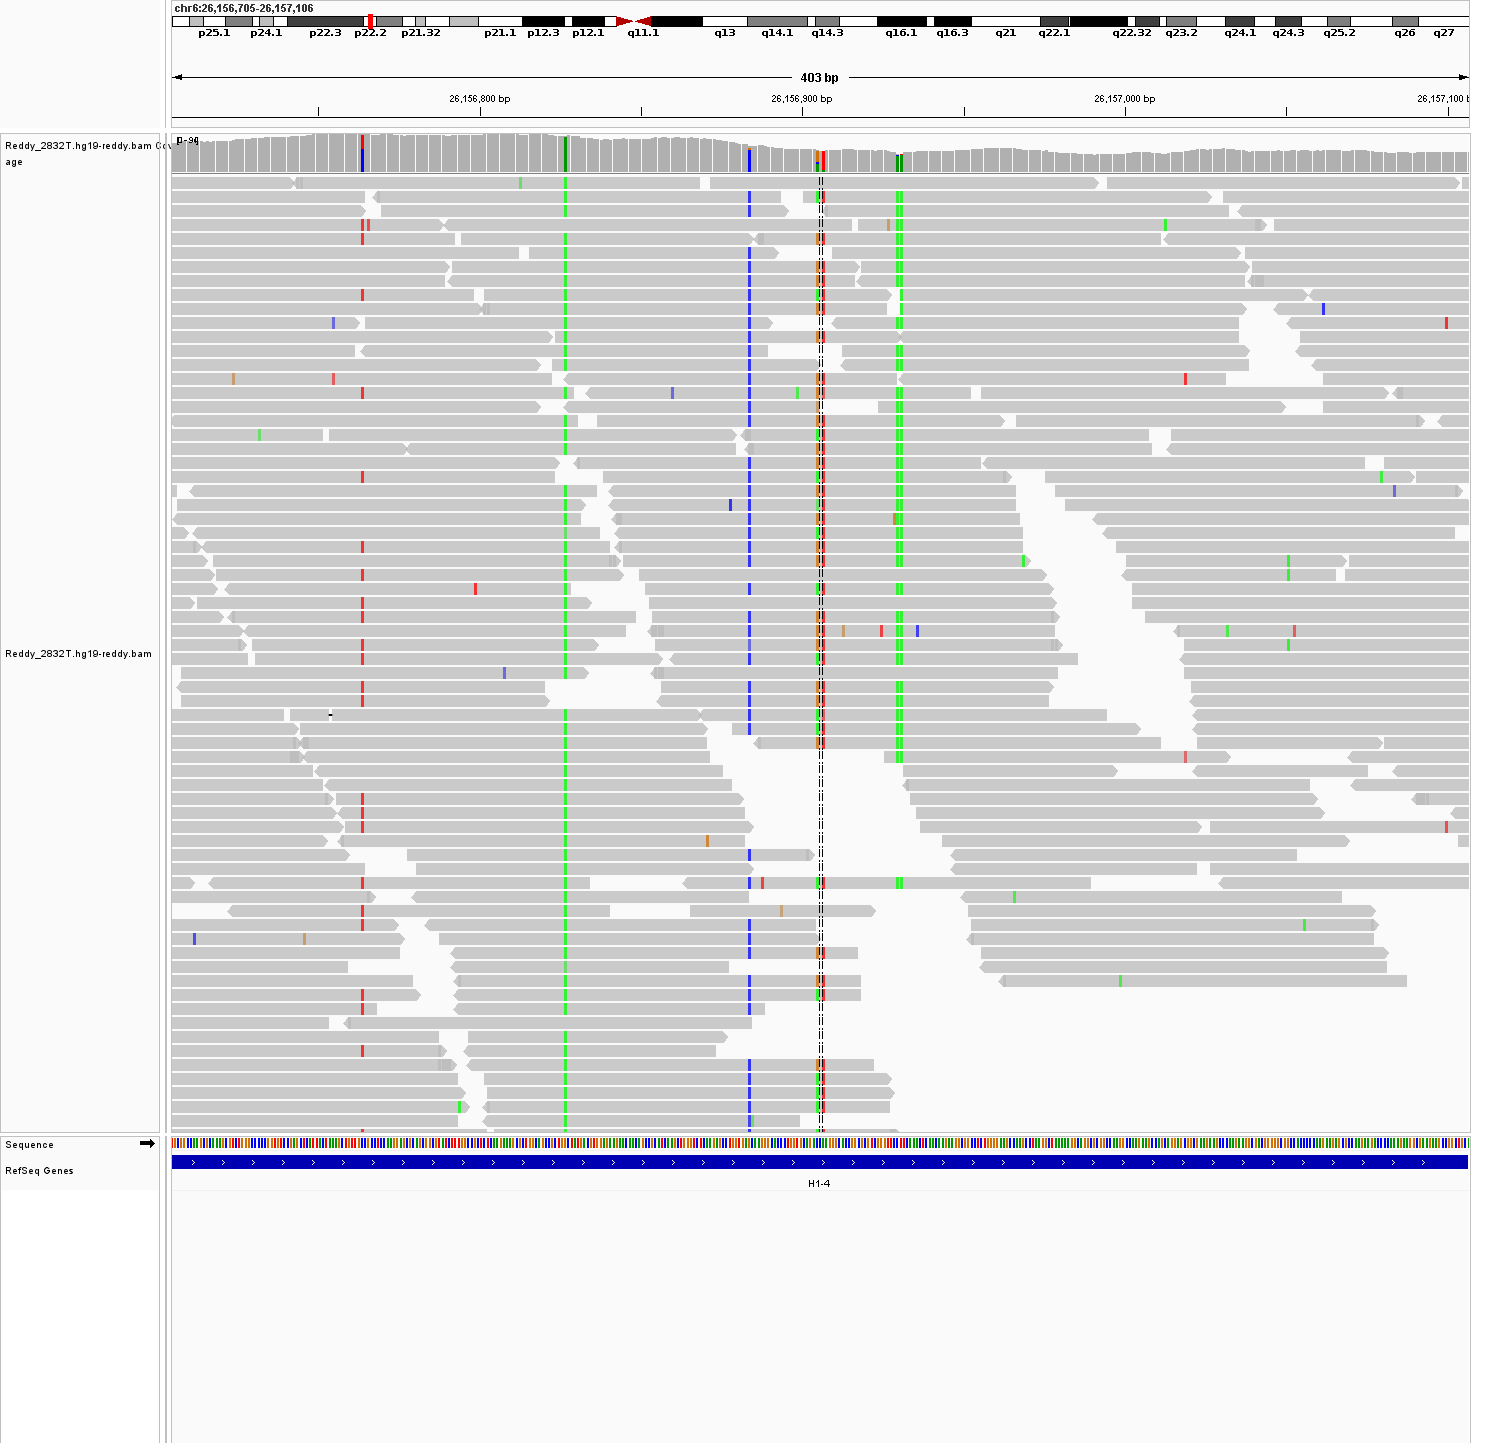 chr6:26,156,705-26,157,106
p25.1 p24.1 p22.3 p22.2 p21.32 p21.1 p12.3 p12.1 q11.1 q13 q14.1 q14.3 q16.1 q16.3 q21 q22.1 q22.32 q23.2 q24.1 q24.3 q25.2 q26 q27
403 bp
26,156,800 bp 26,156,900 bp 26,157,000 bp 26,157,100 b
Reddy_2832T.hg19-reddy.bam Cov
age
Reddy_2832T.hg19-reddy.bam
Sequence
RefSeq Genes
H1-4